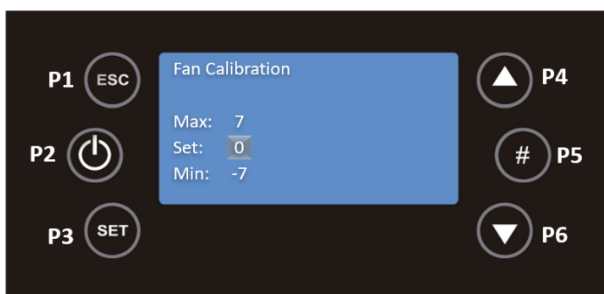 P1 ESC
Fan Calibration
P4
Max: 7
P2
Set: 0
# P5
Min: -7
P3 SET
P6